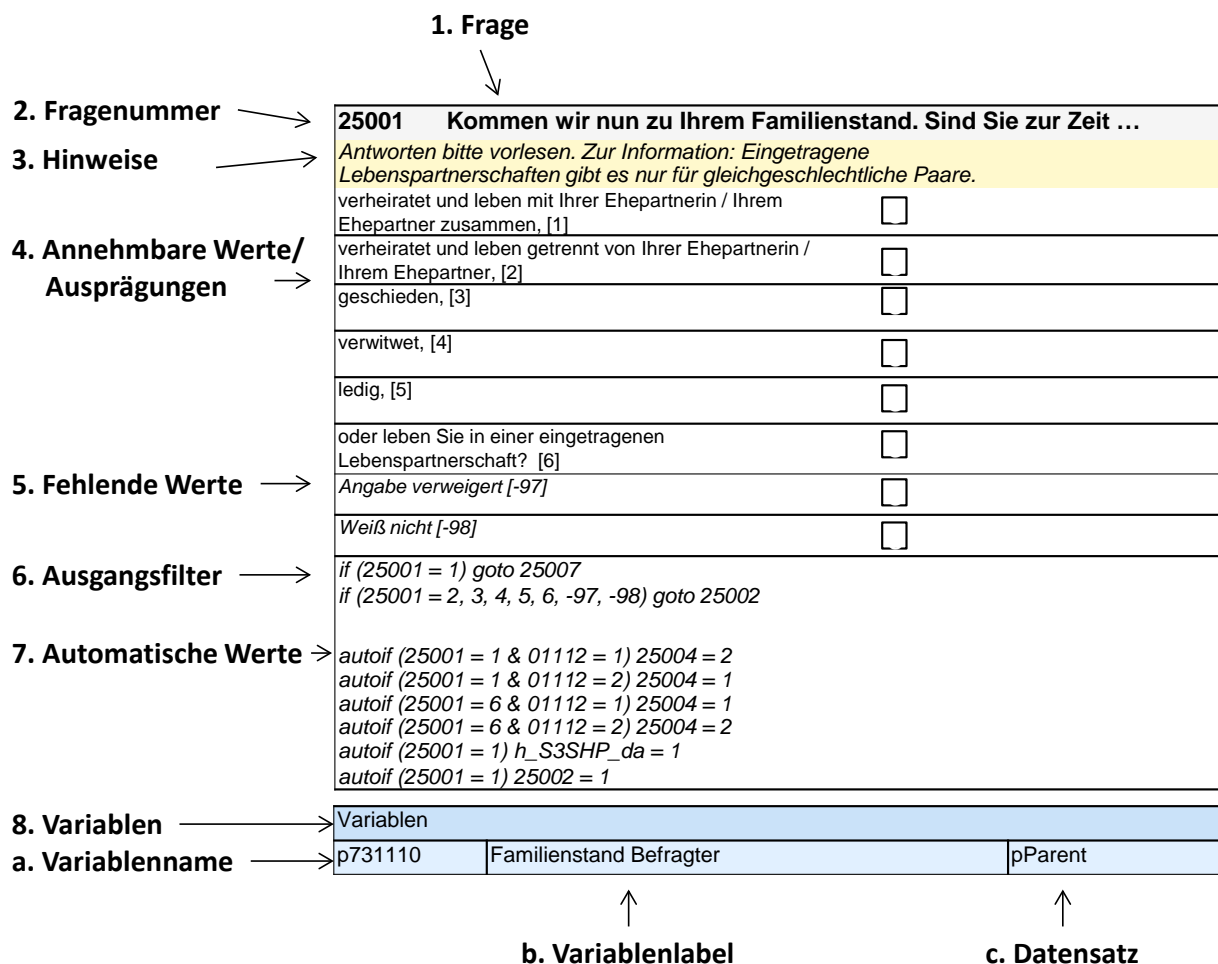 1. Frage
2. Fragenummer
25001 Kommen wir nun zu Ihrem Familienstand. Sind Sie zur Zeit …
3. Hinweise
Antworten bitte vorlesen. Zur Information: Eingetragene
Lebenspartnerschaften gibt es nur für gleichgeschlechtliche Paare.
verheiratet und leben mit Ihrer Ehepartnerin / Ihrem
Ehepartner zusammen, [1]
4. Annehmbare Werte/
Ausprägungen
verheiratet und leben getrennt von Ihrer Ehepartnerin /
Ihrem Ehepartner, [2]
geschieden, [3]
verwitwet, [4]
ledig, [5]
oder leben Sie in einer eingetragenen
Lebenspartnerschaft? [6]
5. Fehlende Werte
Angabe verweigert [-97]
Weiß nicht [-98]
6. Ausgangsfilter
if (25001 = 1) goto 25007
if (25001 = 2, 3, 4, 5, 6, -97, -98) goto 25002
7. Automatische Werte
autoif (25001 = 1 & 01112 = 1) 25004 = 2
autoif (25001 = 1 & 01112 = 2) 25004 = 1
autoif (25001 = 6 & 01112 = 1) 25004 = 1
autoif (25001 = 6 & 01112 = 2) 25004 = 2
autoif (25001 = 1) h_S3SHP_da = 1
autoif (25001 = 1) 25002 = 1
8. Variablen
Variablen
a. Variablenname
p731110 Familienstand Befragter pParent
b. Variablenlabel c. Datensatz